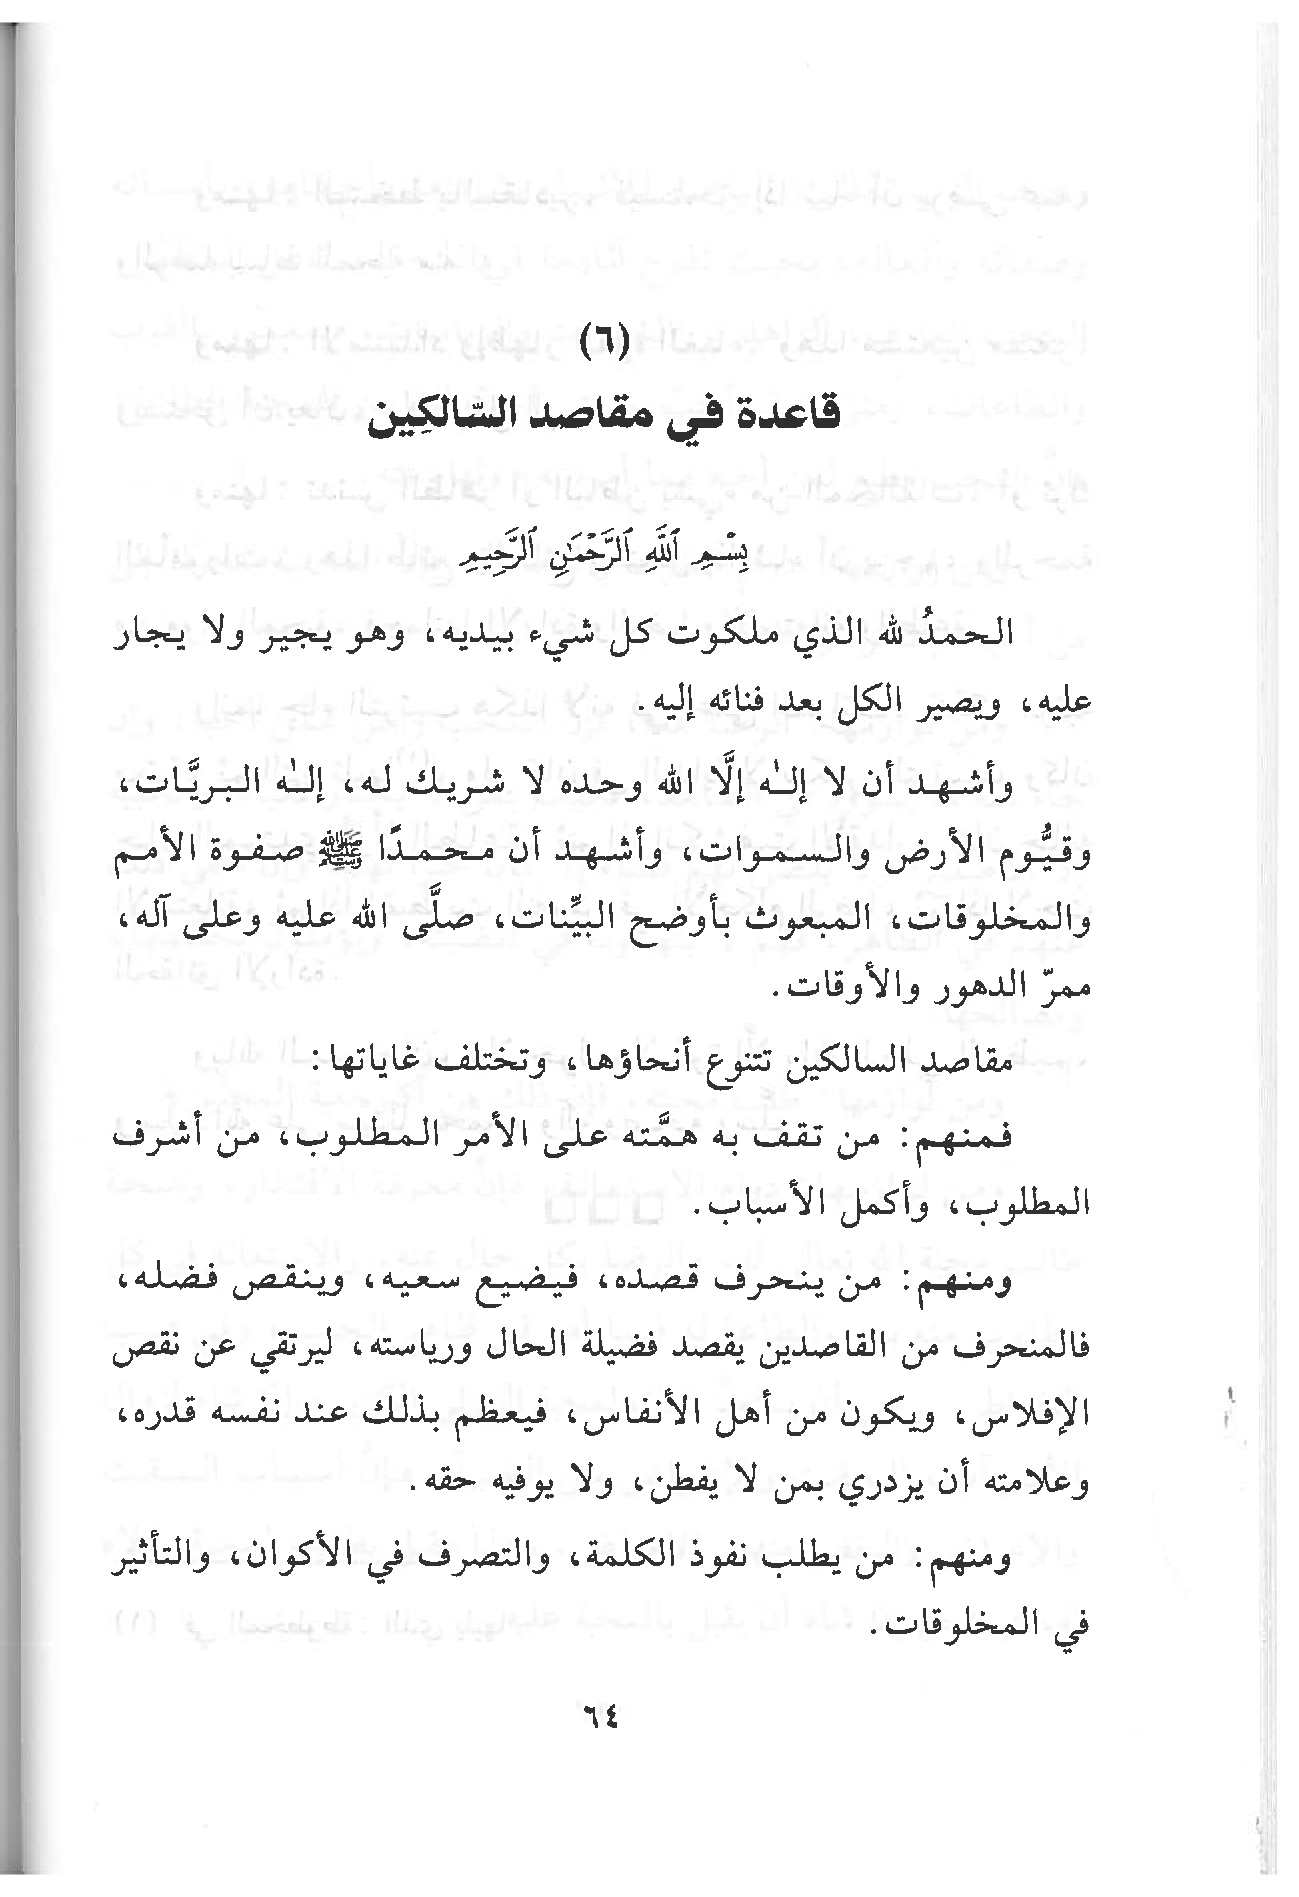 (٦)
قاعدة في مقاصد السّالكِين
بِسْمِ ٱللَّهِ ٱلرَّحْمَٰنِ ٱلرَّحِيمِ
الحمدُ لله الذي ملكوت كل شيء بيديه، وهو يجير ولا يجار
عليه، ويصير الكل بعد فنائه إليه.
وأشهد أن لا إلـٰه إلَّا الله وحده لا شريك له، إلـٰه البريَّات،
وقيُّوم الأرض والسموات، وأشهد أن محمدًا ﷺ صفوة الأمم
والمخلوقات، المبعوث بأوضح البيِّنات، صلَّى الله عليه وعلى آله،
ممرّ الدهور والأوقات.
مقاصد السالكين تتنوع أنحاؤها، وتختلف غاياتها:
فمنهم: من تقف به همَّته على الأمر المطلوب، من أشرف
المطلوب، وأكمل الأسباب.
ومنهم: من ينحرف قصده، فيضيع سعيه، وينقص فضله،
فالمنحرف من القاصدين يقصد فضيلة الحال ورياسته، ليرتقي عن نقص
الإفلاس، ويكون من أهل الأنفاس، فيعظم بذلك عند نفسه قدره،
وعلامته أن يزدري بمن لا يفطن، ولا يوفيه حقه.
ومنهم: من يطلب نفوذ الكلمة، والتصرف في الأكوان، والتأثير
في المخلوقات.
٦٤